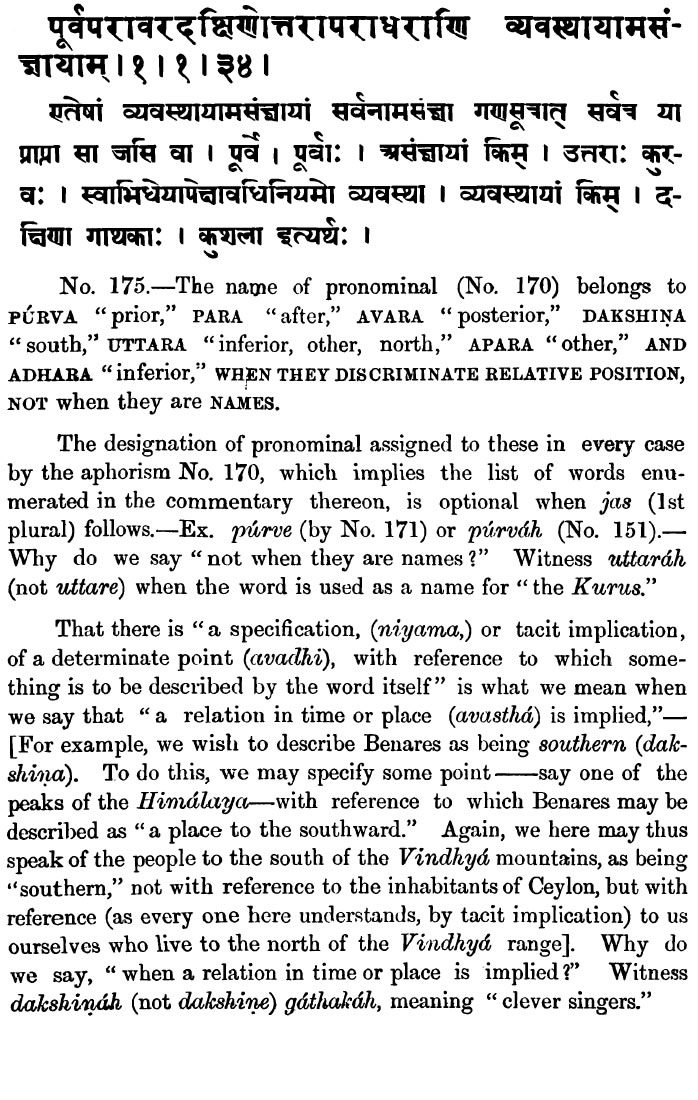 पूर्वपरावरदक्षिणोत्तरापराधराणि व्यवस्थायामसं-
ज्ञायाम् । १ । १ । ३४ ।
एतेषां व्यवस्थायामसंज्ञायां सर्वनामसंज्ञा गणसूत्रात् सर्वत्र या
प्राप्ता सा जसि वा । पूर्वे । पूर्वाः । असंज्ञायां किम् । उत्तराः कुर-
वः । स्वाभिधेयापेक्षावधिनियमो व्यवस्था । व्यवस्थायां किम् । द-
क्षिणा गाथकाः । कुशला इत्यर्थः ।
No. 175.—The name of pronominal (No. 170) belongs to
PÚRVA “prior,” PARA “after,” AVARA “posterior,” DAKSHIṆA
“south,” UTTARA “inferior, other, north,” APARA “other,” AND
ADHARA “inferior,” WHEN THEY DISCRIMINATE RELATIVE POSITION,
NOT when they are NAMES.
The designation of pronominal assigned to these in every case
by the aphorism No. 170, which implies the list of words enu-
merated in the commentary thereon, is optional when jas (1st
plural) follows.—Ex. púrve (by No. 171) or púrváh (No. 151).—
Why do we say “not when they are names?” Witness uttaráh
(not uttare) when the word is used as a name for “the Kurus.”
That there is “a specification, (niyama,) or tacit implication,
of a determinate point (avadhi), with reference to which some-
thing is to be described by the word itself” is what we mean when
we say that “a relation in time or place (avasthá) is implied,”—
[For example, we wish to describe Benares as being southern (dak-
shiṇa). To do this, we may specify some point——say one of the
peaks of the Himálaya—with reference to which Benares may be
described as “a place to the southward.” Again, we here may thus
speak of the people to the south of the Vindhyá mountains, as being
“southern,” not with reference to the inhabitants of Ceylon, but with
reference (as every one here understands, by tacit implication) to us
ourselves who live to the north of the Vindhyá range]. Why do
we say, “when a relation in time or place is implied?” Witness
dakshiṇáh (not dakshiṇe) gáthakáh, meaning “clever singers.”